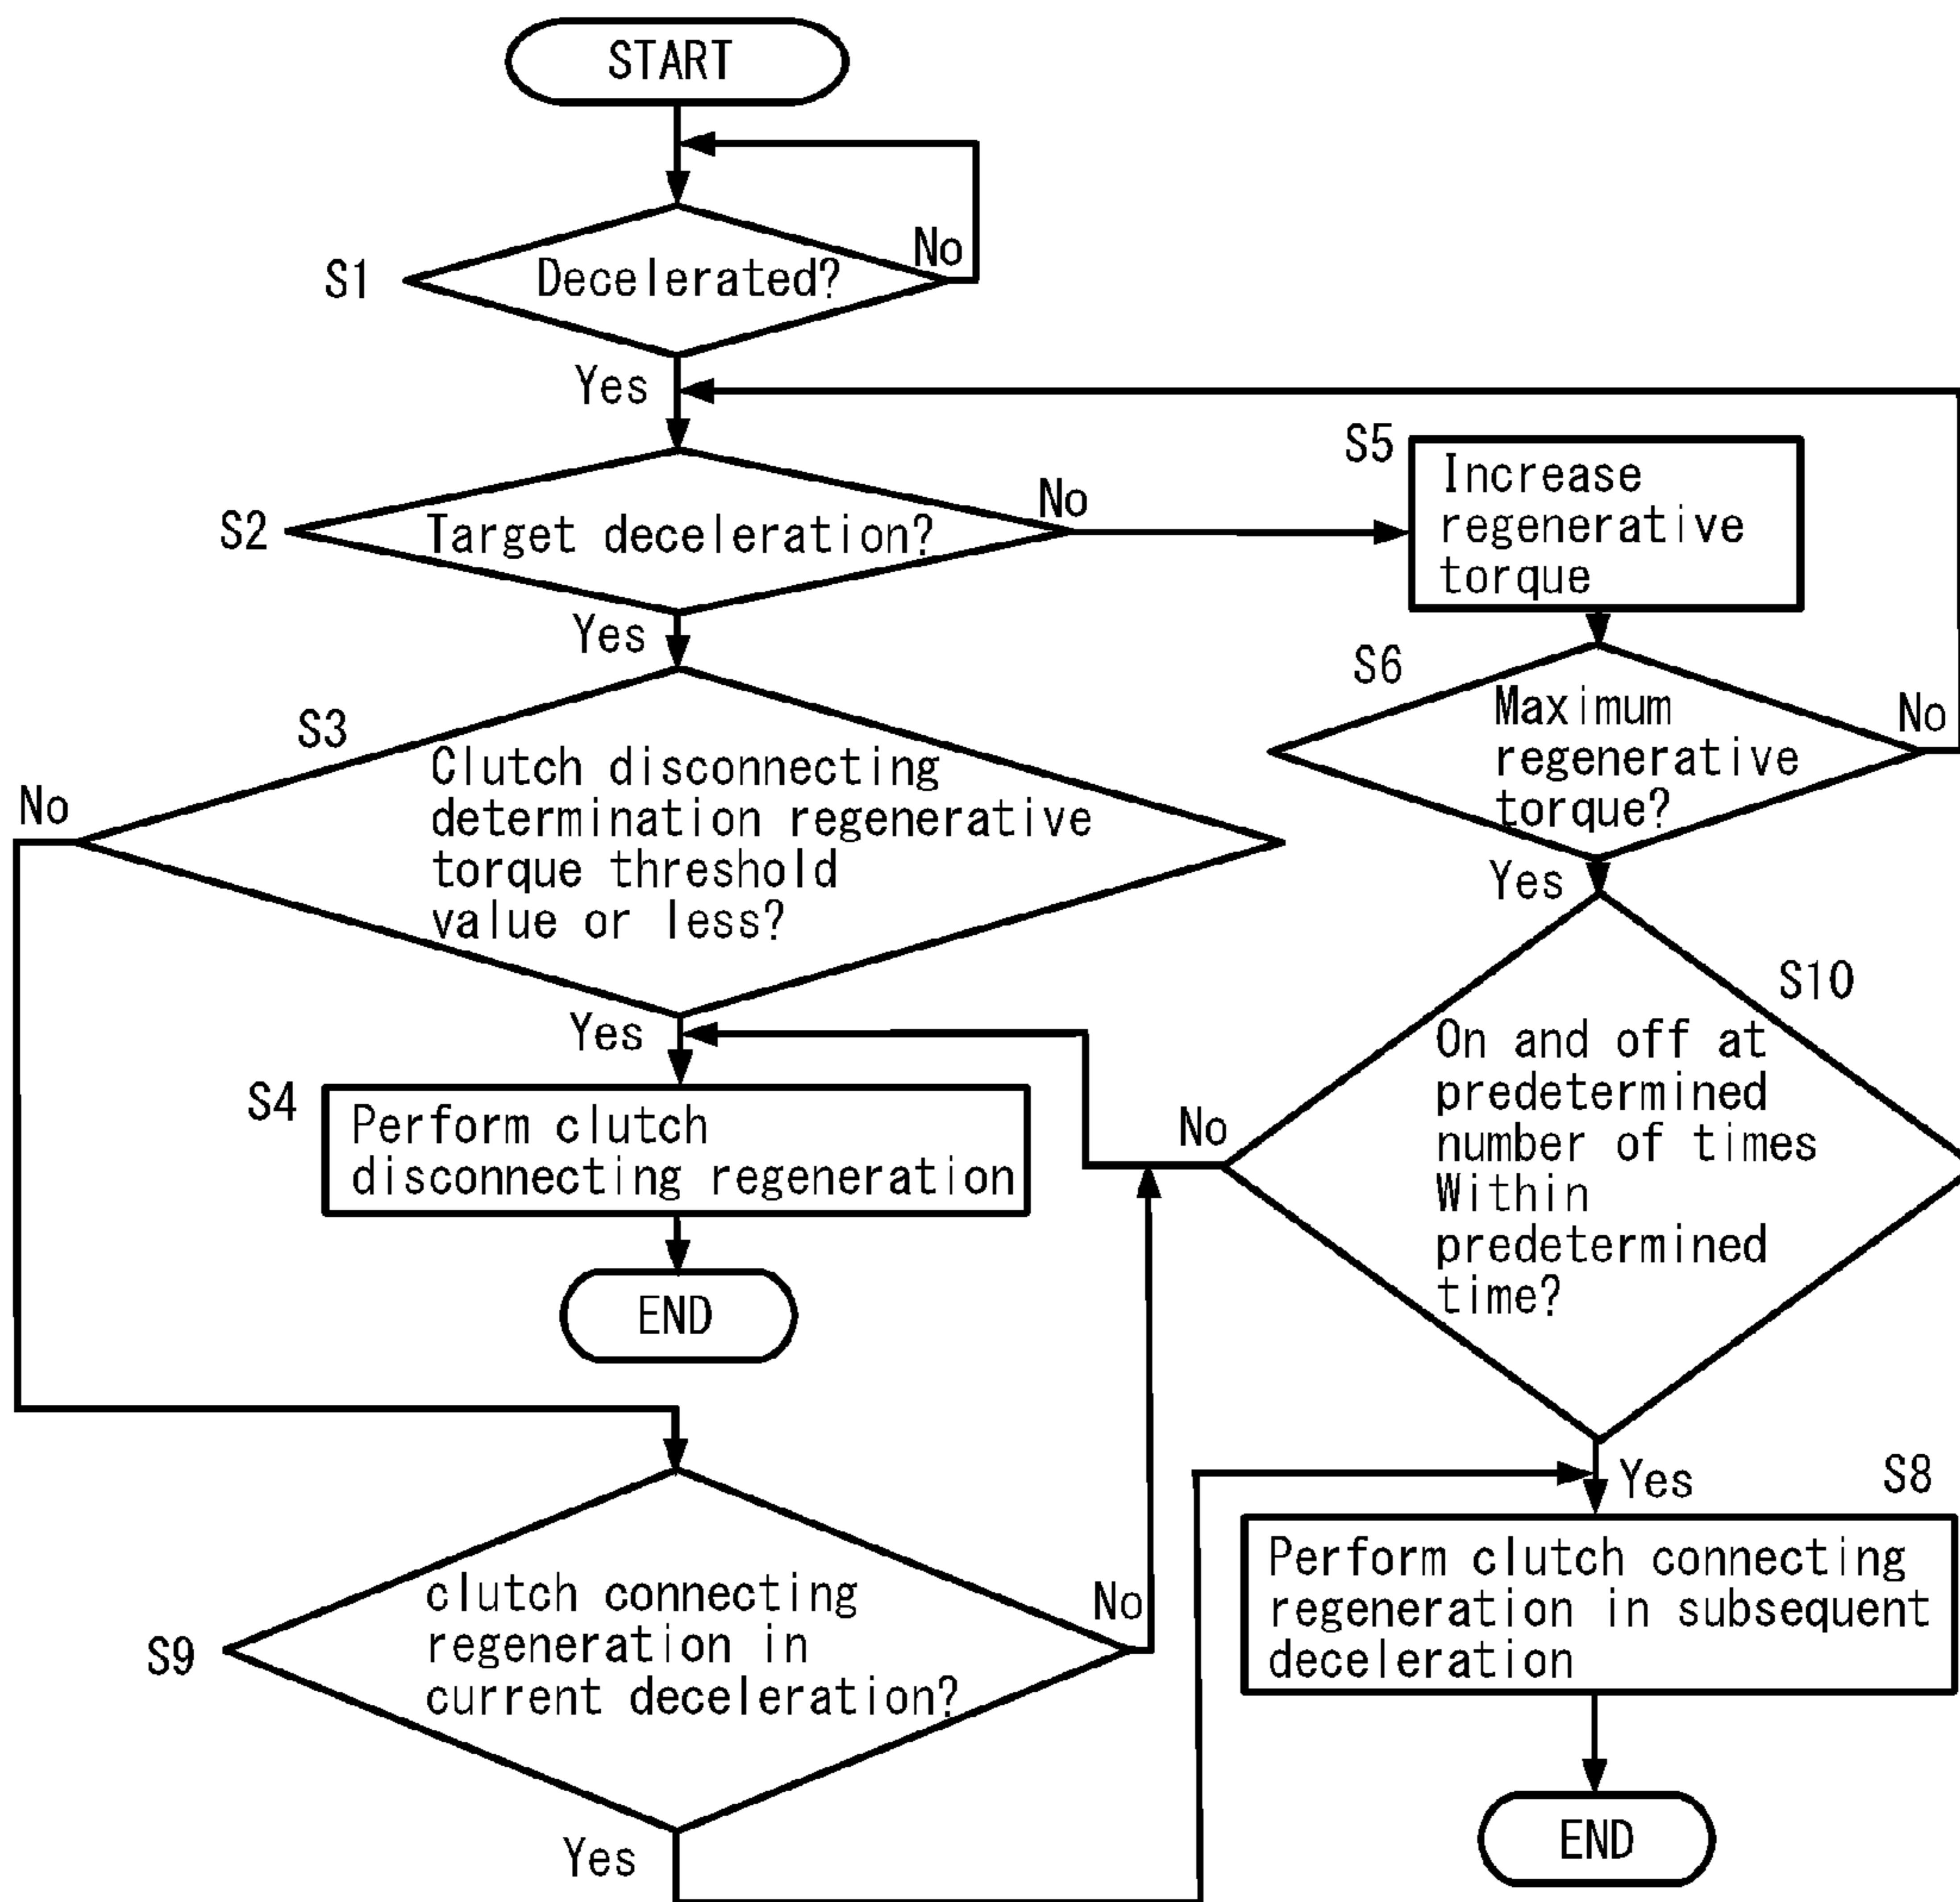 START
S1
Decelerated?
No
Yes
S2
Target deceleration?
No
S5
Increase
regenerative
torque
Yes
S6
Maximum
regenerative
torque?
No
S3
Clutch disconnecting
determination regenerative
torque threshold
value or less?
No
Yes
Yes
S10
On and off at
predetermined
number of times
Within
predetermined
time?
No
S4
Perform clutch
disconnecting regeneration
END
Yes
S8
Perform clutch connecting
regeneration in subsequent
deceleration
S9
clutch connecting
regeneration in
current deceleration?
No
Yes
END